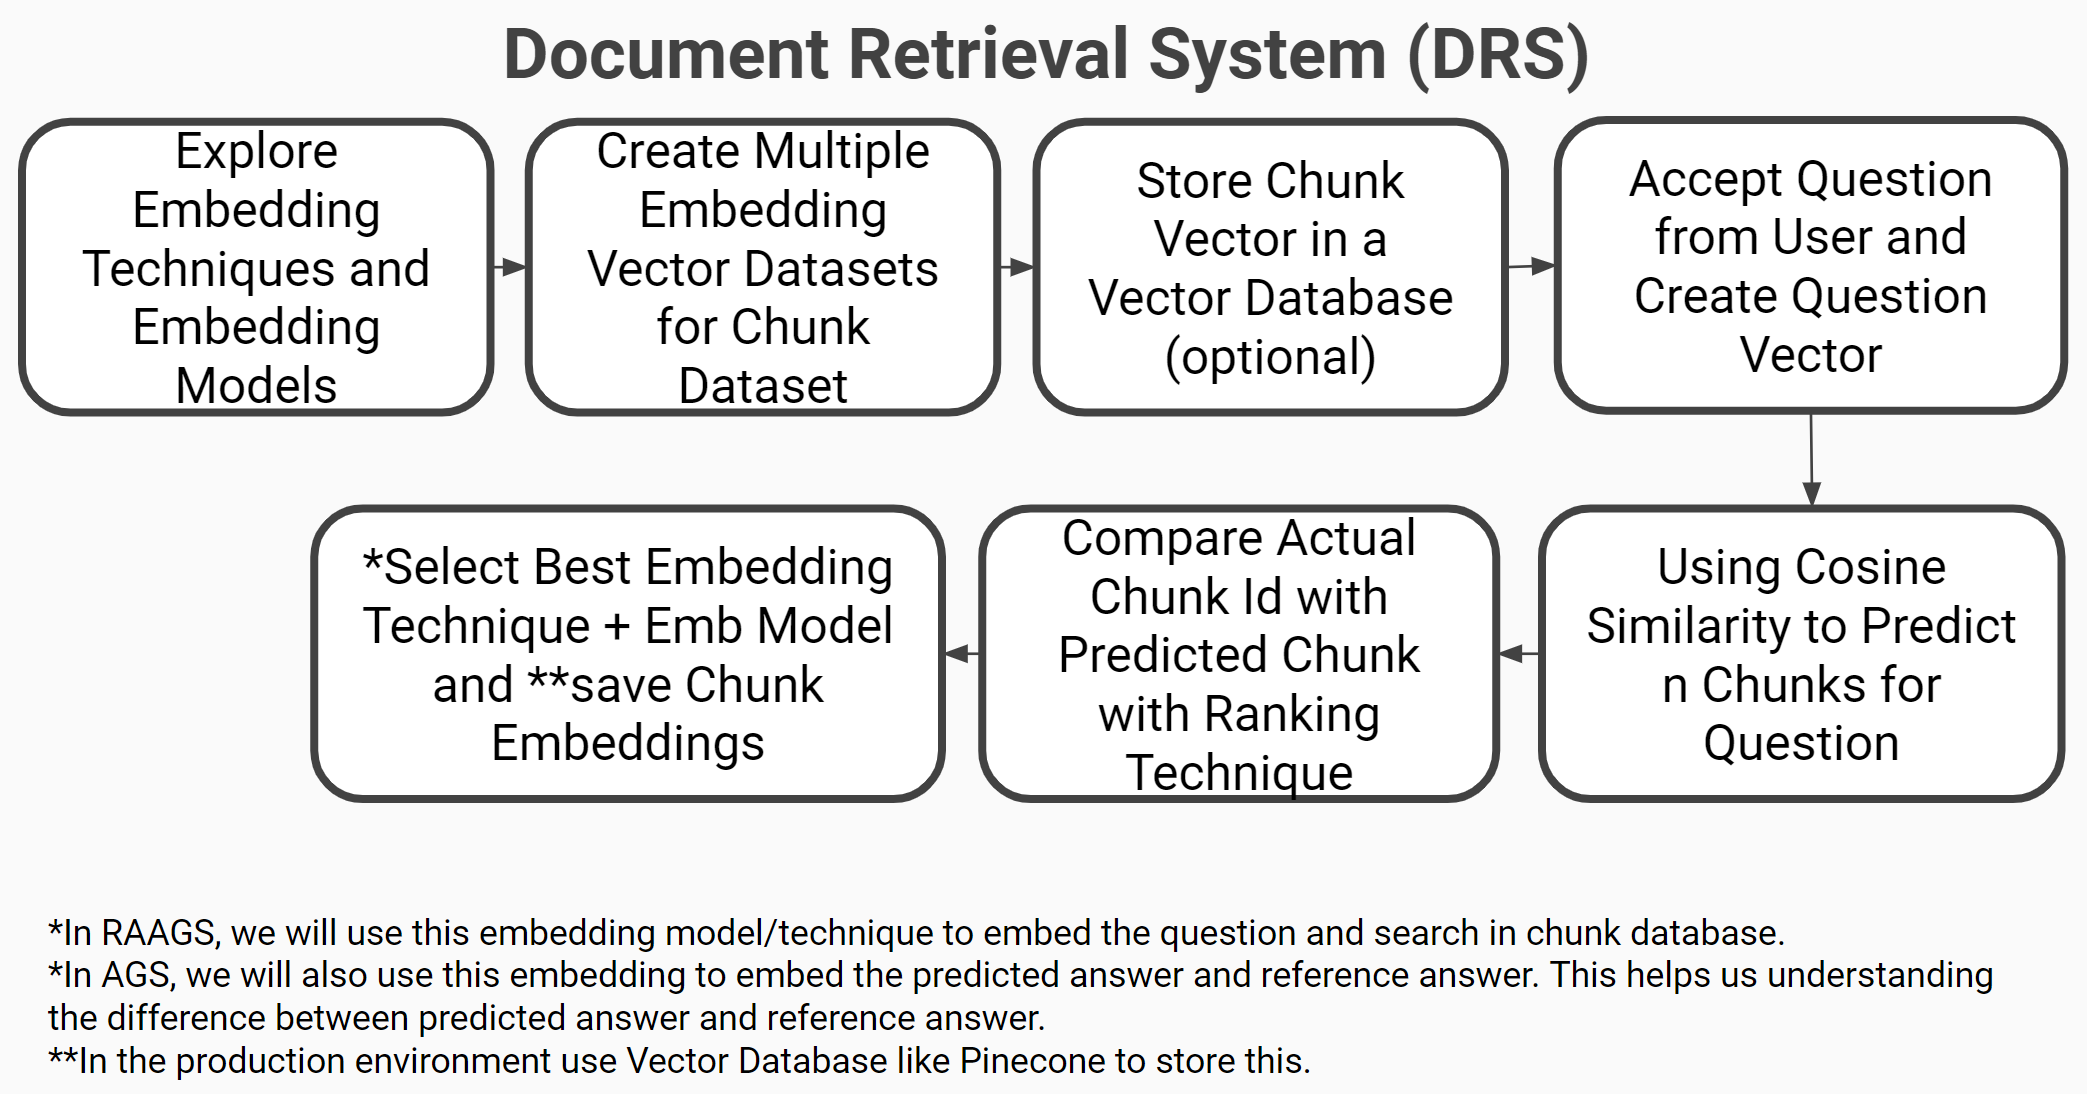 Document Retrieval System (DRS)
Explore
Embedding
Techniques and
Embedding
Models
Create Multiple
Embedding
Vector Datasets
for Chunk
Dataset
Store Chunk
Vector in a
Vector Database
(optional)
Accept Question
from User and
Create Question
Vector
Using Cosine
Similarity to Predict
n Chunks for
Question
Compare Actual
Chunk Id with
Predicted Chunk
with Ranking
Technique
*Select Best Embedding
Technique + Emb Model
and **save Chunk
Embeddings
*In RAAGS, we will use this embedding model/technique to embed the question and search in chunk database.
*In AGS, we will also use this embedding to embed the predicted answer and reference answer. This helps us understanding
the difference between predicted answer and reference answer.
**In the production environment use Vector Database like Pinecone to store this.